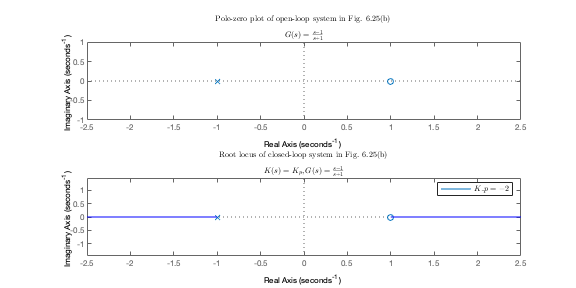 Pole-zero plot of open-loop system in Fig. 6.25(b)
G(s) = \frac{s-1}{s+1}
1
0.5
0
-0.5
-1
Imaginary Axis (seconds⁻¹)
-2.5 -2 -1.5 -1 -0.5 0 0.5 1 1.5 2 2.5
Real Axis (seconds⁻¹)
Root locus of closed-loop system in Fig. 6.25(b)
K(s) = K_p, G(s) = \frac{s-1}{s+1}
K_p = -2
1
0.5
0
-0.5
-1
Imaginary Axis (seconds⁻¹)
-2.5 -2 -1.5 -1 -0.5 0 0.5 1 1.5 2 2.5
Real Axis (seconds⁻¹)